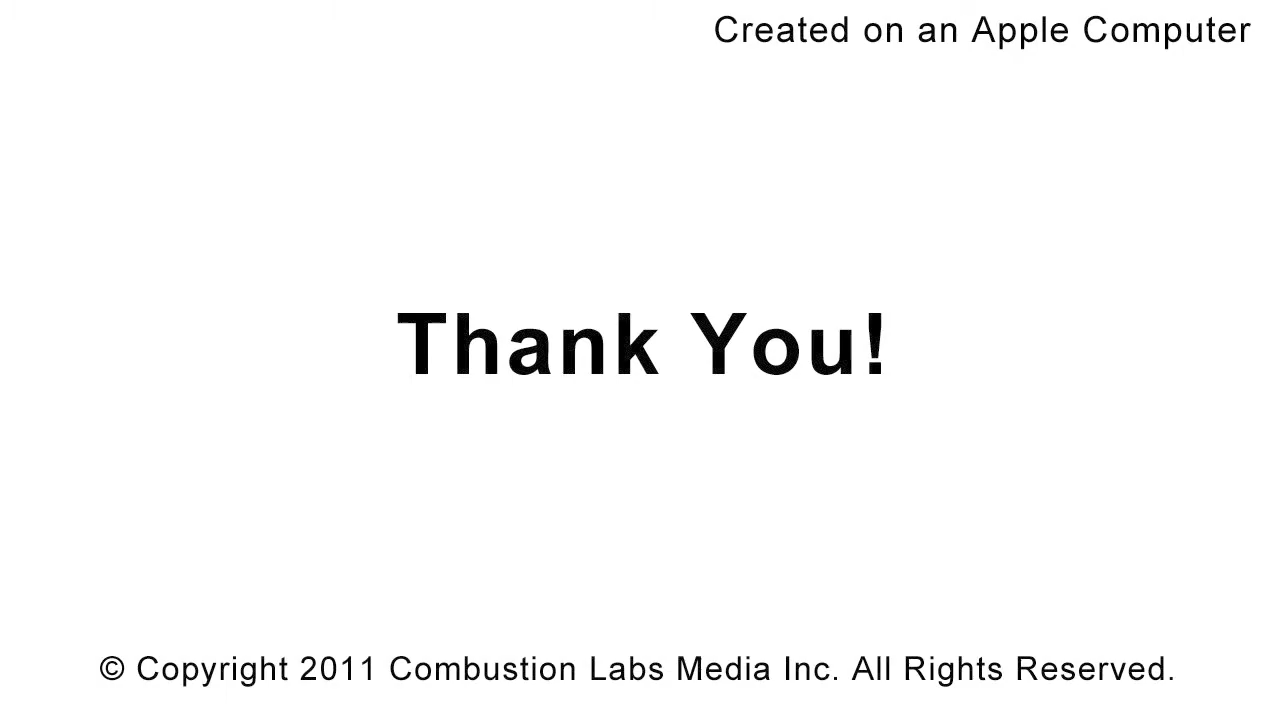 Created on an Apple Computer
Thank You!
© Copyright 2011 Combustion Labs Media Inc. All Rights Reserved.